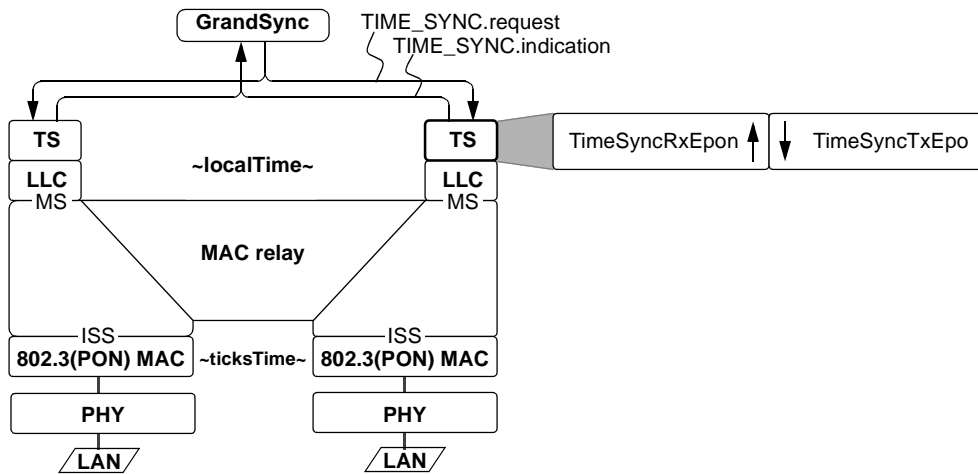 GrandSync
TIME_SYNC.request
TIME_SYNC.indication
TS
TS
TimeSyncRxEpon
TimeSyncTxEpo
~localTime~
LLC
LLC
MS
MS
MAC relay
ISS
ISS
802.3(PON) MAC
~ticksTime~
802.3(PON) MAC
PHY
PHY
LAN
LAN